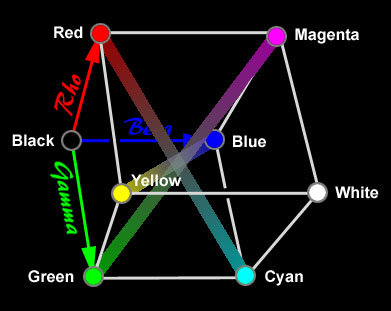 Red
Magenta
Rho
Beta
Black
Blue
Gamma
Yellow
White
Green
Cyan